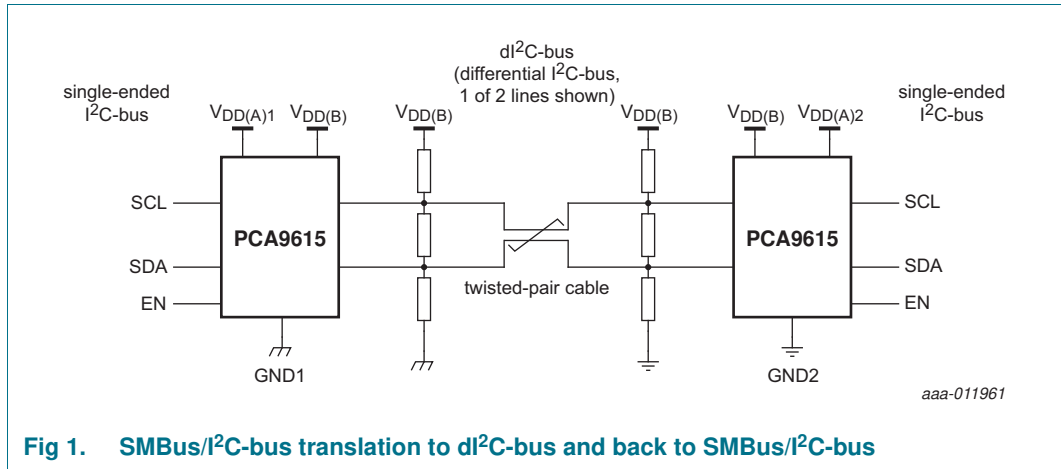 dI²C-bus
(differential I²C-bus,
1 of 2 lines shown)
single-ended
I²C-bus
single-ended
I²C-bus
VDD(A)1
VDD(B)
VDD(B)
VDD(B)
VDD(B)
VDD(A)2
SCL
PCA9615
SDA
EN
twisted-pair cable
PCA9615
SCL
SDA
EN
GND1
GND2
aaa-011961
Fig 1. SMBus/I²C-bus translation to dI²C-bus and back to SMBus/I²C-bus